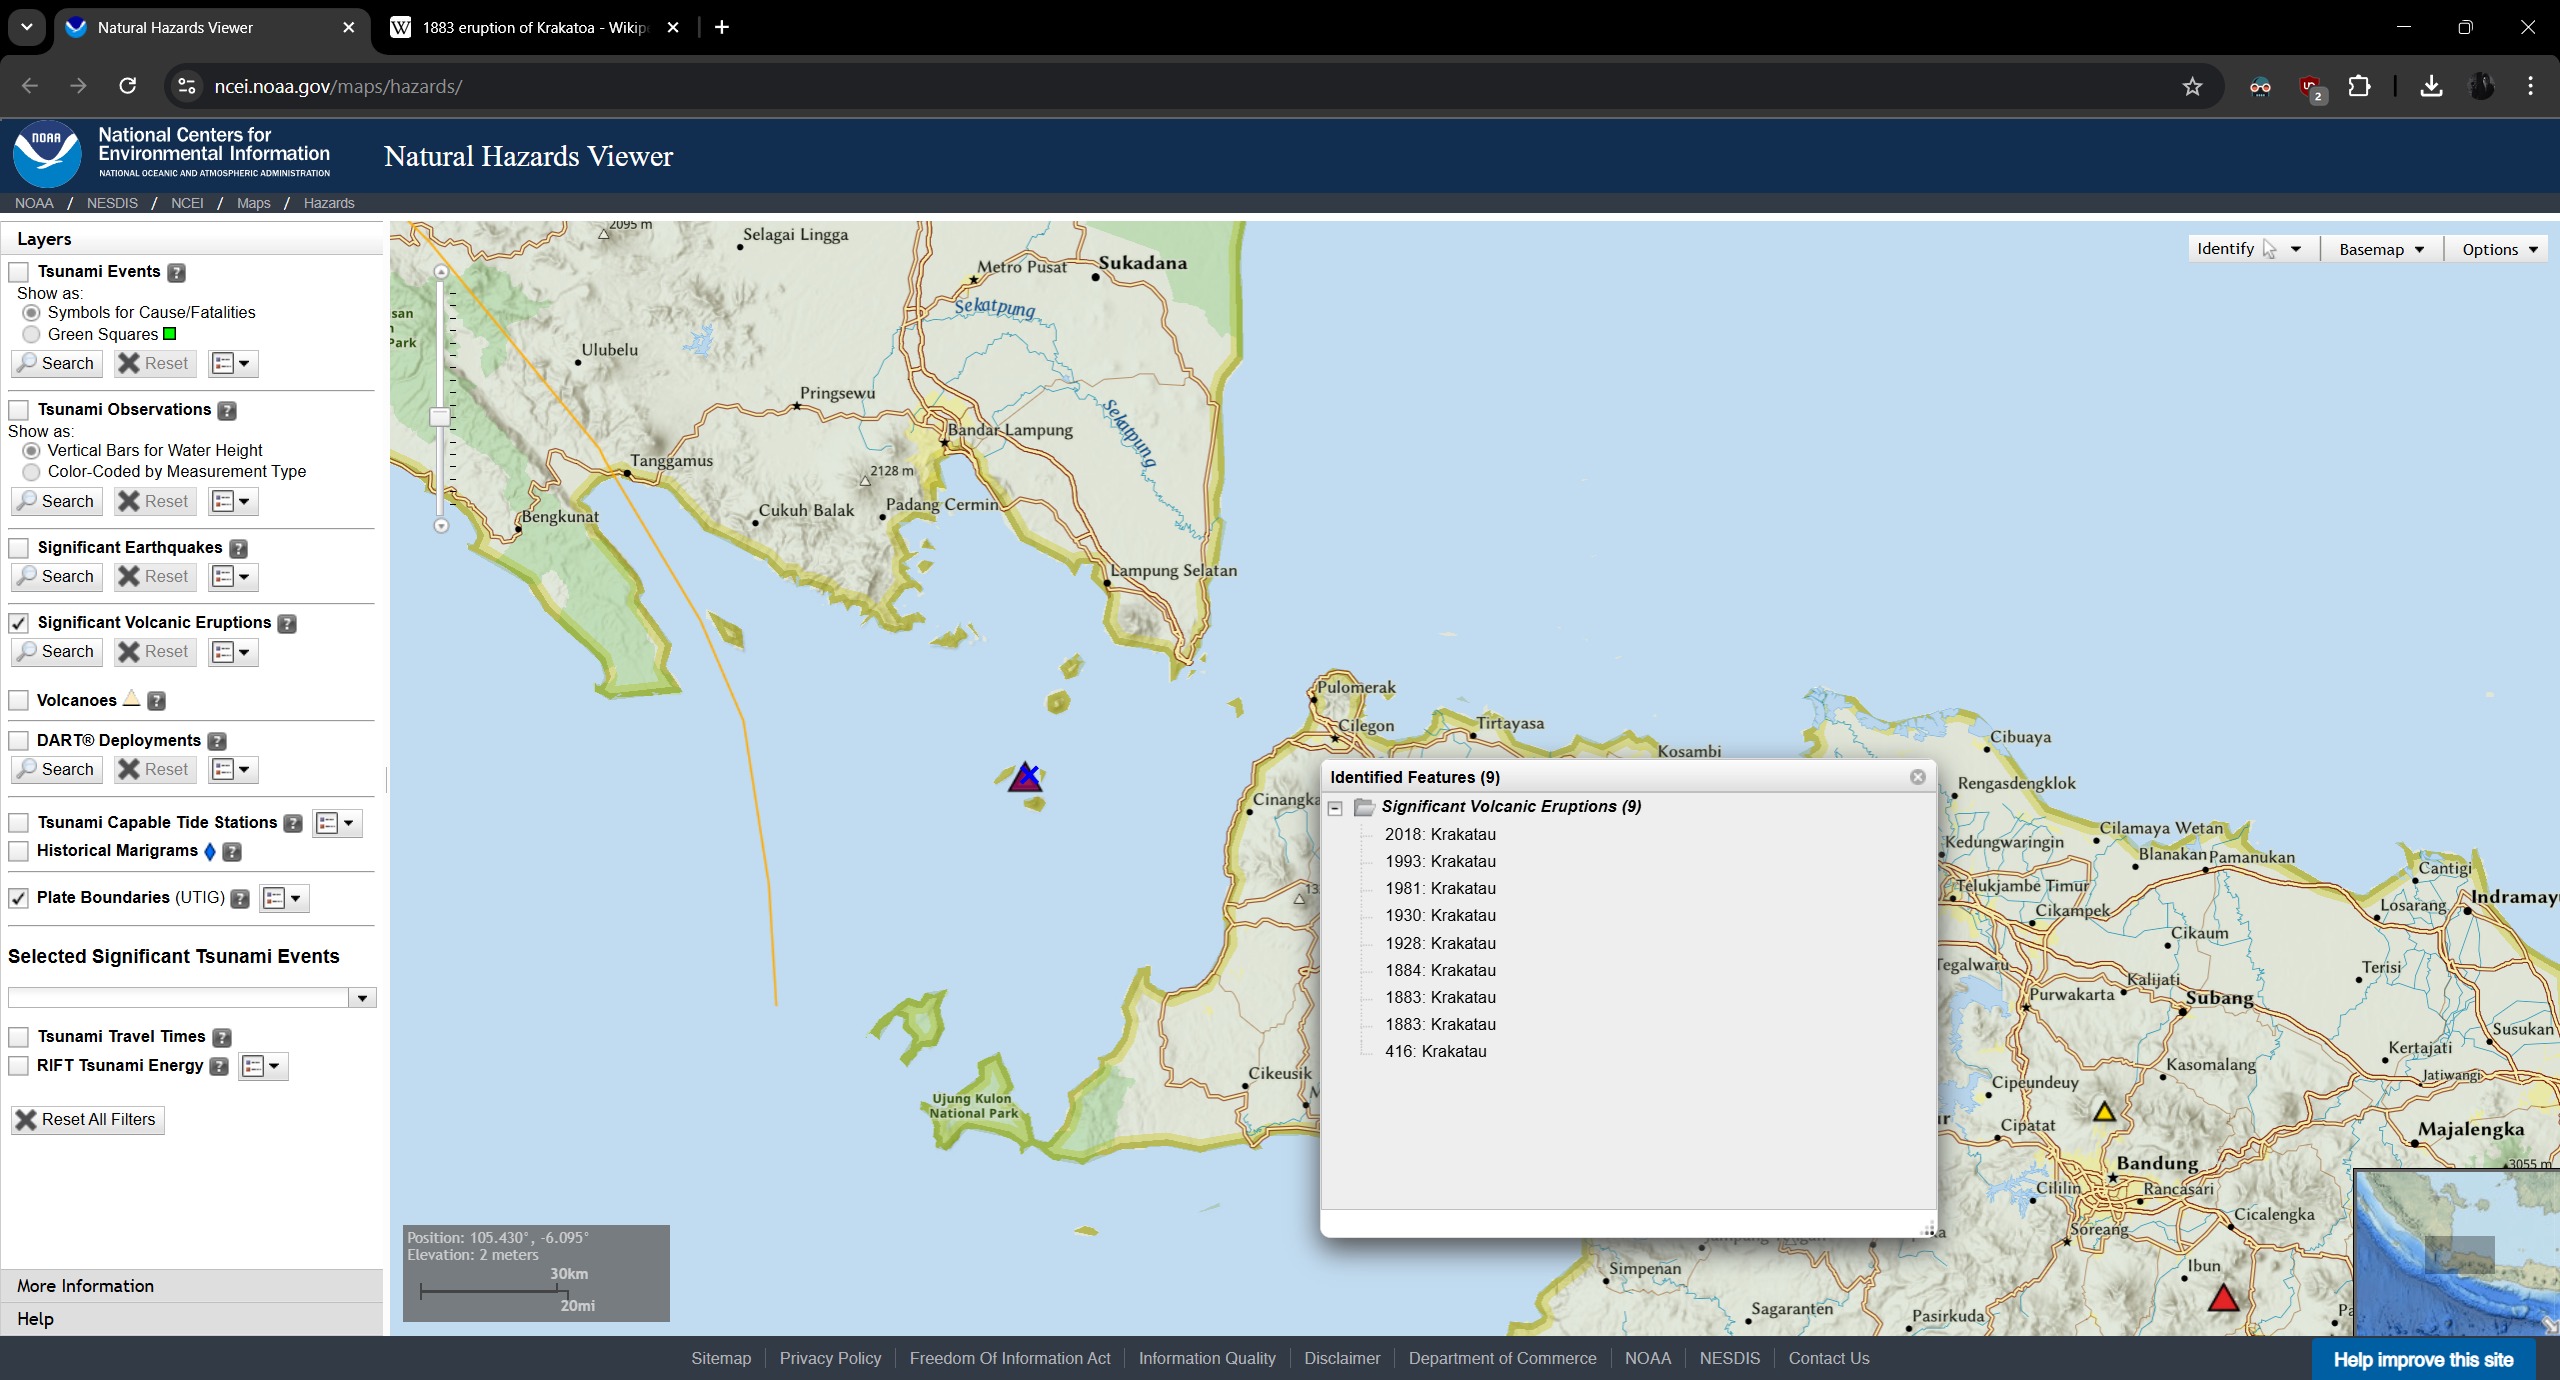 Natural Hazards Viewer
1883 eruption of Krakatoa - Wikip
ncei.noaa.gov/maps/hazards/
2
NOAA
National Centers for
Environmental Information
NATIONAL OCEANIC AND ATMOSPHERIC ADMINISTRATION
Natural Hazards Viewer
NOAA / NESDIS / NCEI / Maps / Hazards
Layers
Tsunami Events ?
Show as:
Symbols for Cause/Fatalities
Green Squares
Search Reset
Tsunami Observations ?
Show as:
Vertical Bars for Water Height
Color-Coded by Measurement Type
Search Reset
Significant Earthquakes ?
Search Reset
Significant Volcanic Eruptions ?
Search Reset
Volcanoes ?
DART® Deployments ?
Search Reset
Tsunami Capable Tide Stations ?
Historical Marigrams ?
Plate Boundaries (UTIG) ?
Selected Significant Tsunami Events
Tsunami Travel Times ?
RIFT Tsunami Energy ?
Reset All Filters
More Information
Help
Identify Basemap Options
2095 m
Selagai Lingga
Metro Pusat
Sukadana
Sekatpung
san
Park
Ulubelu
Pringsewu
Sekatpung
Bandar Lampung
Tanggamus
2128 m
Cukuh Balak
Padang Cermin
Bengkunat
Lampung Selatan
Pulomerak
Cilegon
Tirtayasa
Kosambi
Cibuaya
Rengasdengklok
Cinangka
Cilamaya Wetan
Kedungwaringin
Blanakan
Pamanukan
Cantigi
Telukjambe Timur
Losarang
Indramay
Cikampek
Cikaum
Tegalwaru
Kalijati
Terisi
Purwakarta
Subang
Susukan
Kertajati
Kasomalang
Jatiwangi
Cipeundeuy
Cikeusik
Ujung Kulon
National Park
Cipatat
Majalengka
3055 m
Bandung
Cililin
Rancasari
Cicalengka
Soreang
Ibun
Simpenan
Sagaranten
Pasirkuda
Identified Features (9)
Significant Volcanic Eruptions (9)
2018: Krakatau
1993: Krakatau
1981: Krakatau
1930: Krakatau
1928: Krakatau
1884: Krakatau
1883: Krakatau
1883: Krakatau
416: Krakatau
Position: 105.430°, -6.095°
Elevation: 2 meters
30km
20mi
Sitemap Privacy Policy Freedom Of Information Act Information Quality Disclaimer Department of Commerce NOAA NESDIS Contact Us
Help improve this site